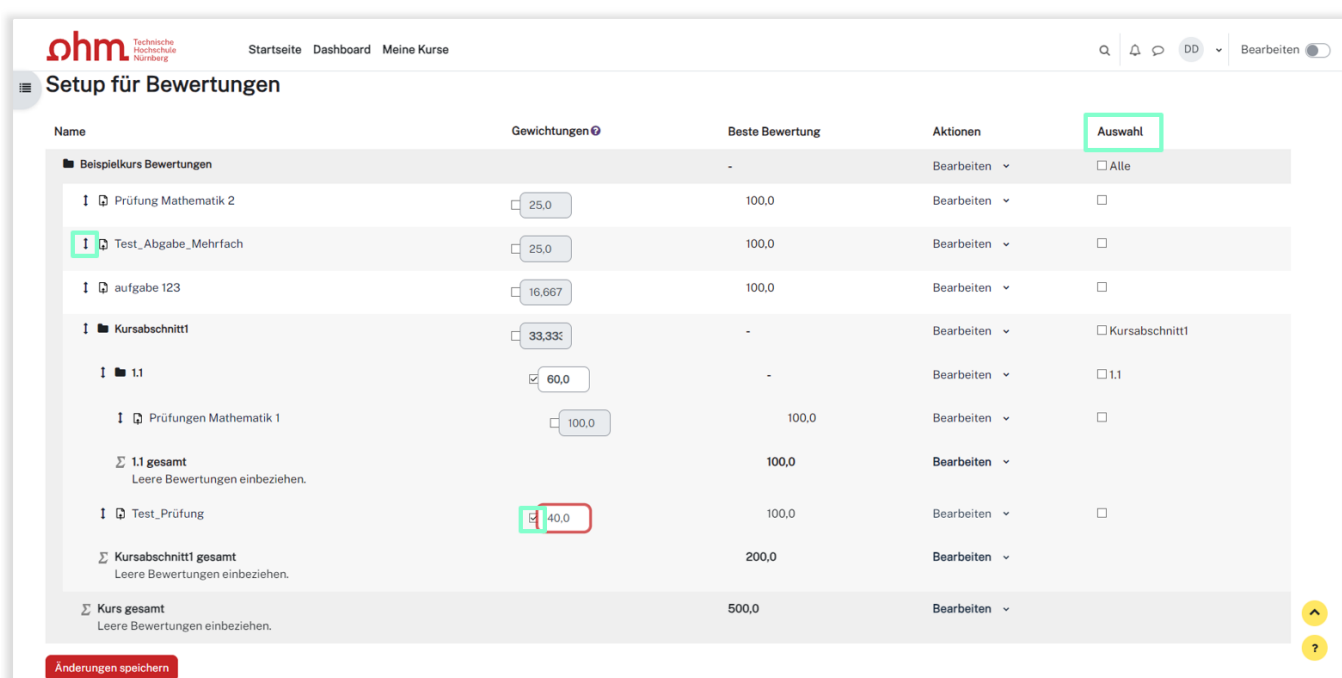 ohm Technische
Hochschule
Nürnberg
Startseite Dashboard Meine Kurse DD Bearbeiten
Setup für Bewertungen
Name Gewichtungen ? Beste Bewertung Aktionen Auswahl
Beispielkurs Bewertungen - Bearbeiten Alle
Prüfung Mathematik 2 25,0 100,0 Bearbeiten
Test_Abgabe_Mehrfach 25,0 100,0 Bearbeiten
aufgabe 123 16,667 100,0 Bearbeiten
Kursabschnitt1 33,333 - Bearbeiten Kursabschnitt1
1.1 60,0 - Bearbeiten 1.1
Prüfungen Mathematik 1 100,0 100,0 Bearbeiten
∑ 1.1 gesamt 100,0 Bearbeiten
Leere Bewertungen einbeziehen.
Test_Prüfung 40,0 100,0 Bearbeiten
∑ Kursabschnitt1 gesamt 200,0 Bearbeiten
Leere Bewertungen einbeziehen.
∑ Kurs gesamt 500,0 Bearbeiten
Leere Bewertungen einbeziehen.
?
Änderungen speichern